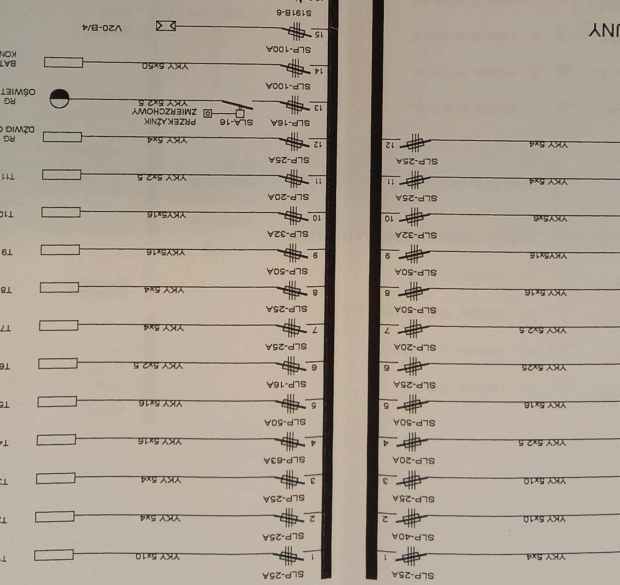 SLP-25A SLP-25A
YKY 5x4 1 1 YKY 5x10
SLP-40A SLP-25A
YKY 5x10 2 2 YKY 5x4
SLP-25A SLP-25A
YKY 5x10 3 3 YKY 5x4
SLP-20A SLP-63A
YKY 5x2.5 4 4 YKY 5x16 T4
SLP-50A SLP-50A
YKY 5x16 5 5 YKY 5x16 T5
SLP-25A SLP-16A
YKY 5x25 6 6 YKY 5x2.5 T6
SLP-20A SLP-25A
YKY 5x2.5 7 7 YKY 5x4 T7
SLP-50A SLP-25A
YKY 5x16 8 8 YKY 5x4 T8
SLP-50A SLP-50A
YKY5x16 9 9 YKY5x16 T9
SLP-32A SLP-32A
YKY5x6 10 10 YKY5x16 T10
SLP-25A SLP-20A
YKY 5x4 11 11 YKY 5x2.5 T11
SLP-25A SLP-25A
YKY 5x4 12 12 YKY 5x4 RG
DŹWIG
SLP-16A SLA-16 PRZEKAŹNIK
ZMIERZCHOWY
13 YKY 5x2.5 RG
OŚWIET
SLP-100A
14 YKY 5x50 BAT
KON
SLP-100A
UNY 15 V20-B/4
S191B-6